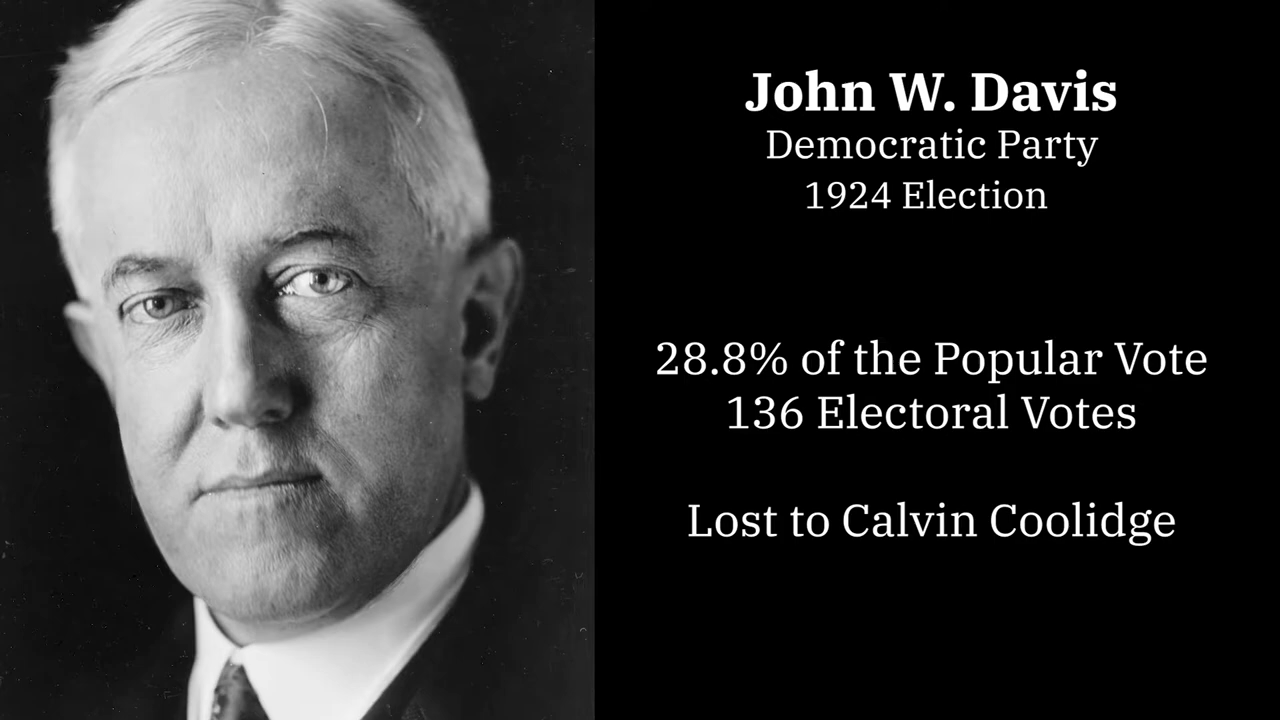 John W. Davis
Democratic Party
1924 Election
28.8% of the Popular Vote
136 Electoral Votes
Lost to Calvin Coolidge